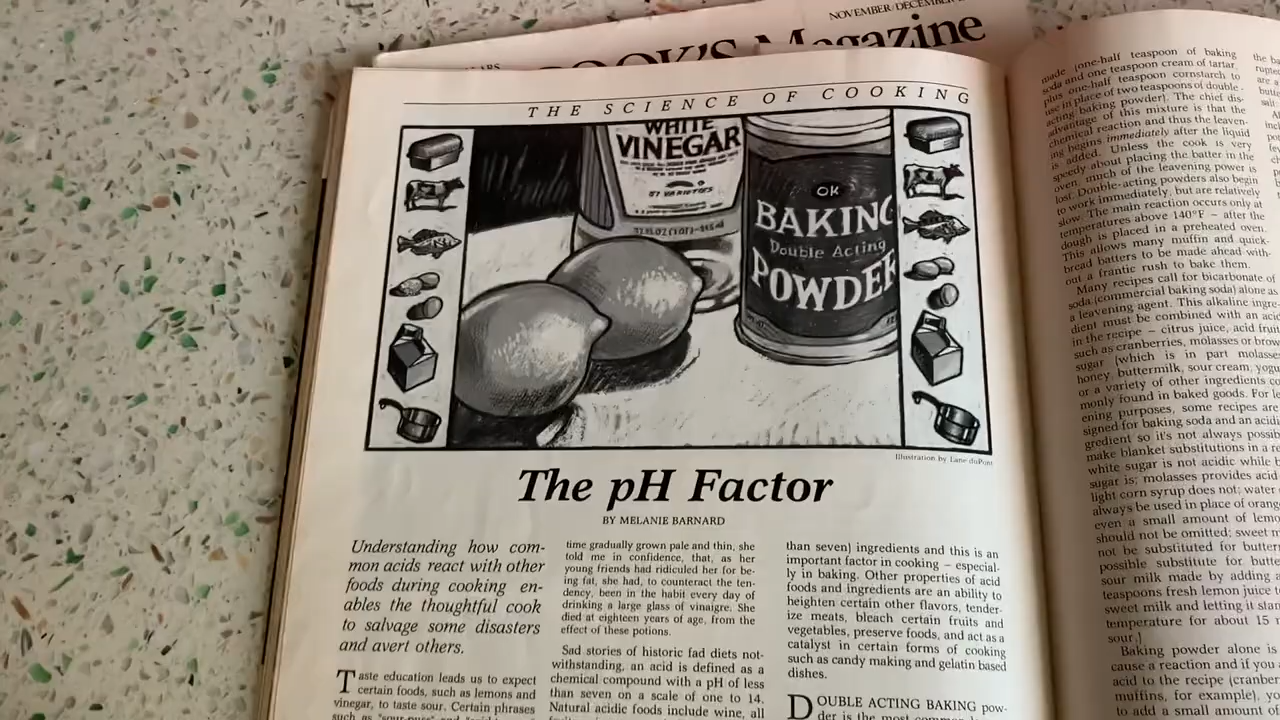 NOVEMBER/DECEMBER
COOK'S Magazine
THE SCIENCE OF COOKING
WHITE
VINEGAR
57 VARIETIES
OK
BAKING
Double Acting
POWDER
Illustration by Lane duPont
The pH Factor
BY MELANIE BARNARD
Understanding how com-
mon acids react with other
foods during cooking en-
ables the thoughtful cook
to salvage some disasters
and avert others.
Taste education leads us to expect
certain foods, such as lemons and
vinegar, to taste sour. Certain phrases
such as
time gradually grown pale and thin, she
told me in confidence, that, as her
young friends had ridiculed her for be-
ing fat, she had, to counteract the ten-
dency, been in the habit every day of
drinking a large glass of vinaigre. She
died at eighteen years of age, from the
effect of these potions.
Sad stories of historic fad diets not-
withstanding, an acid is defined as a
chemical compound with a pH of less
than seven on a scale of one to 14.
Natural acidic foods include wine, all
than seven) ingredients and this is an
important factor in cooking – especial-
ly in baking. Other properties of acid
foods and ingredients are an ability to
heighten certain other flavors, tender-
ize meats, bleach certain fruits and
vegetables, preserve foods, and act as a
catalyst in certain forms of cooking
such as candy making and gelatin based
dishes.
DOUBLE ACTING BAKING pow-
der is the most common
made (one-half teaspoon of baking
soda and one teaspoon cream of tartar,
plus one-half teaspoon cornstarch to
use in place of two teaspoons of double-
acting baking powder). The chief dis-
advantage of this mixture is that the
chemical reaction and thus the leaven-
ing begins immediately after the liquid
is added. Unless the cook is very
speedy about placing the batter in the
oven, much of the leavening power is
lost. Double-acting powders also begin
to work immediately, but are relatively
slow. The main reaction occurs only at
temperatures above 140°F – after the
dough is placed in a preheated oven.
This allows many muffin and quick-
bread batters to be made ahead with-
out a frantic rush to bake them.
Many recipes call for bicarbonate of
soda (commercial baking soda) alone as
a leavening agent. This alkaline ingre-
dient must be combined with an acid
in the recipe – citrus juice, acid fruit
such as cranberries, molasses or brow
sugar (which is in part molasse
honey, buttermilk, sour cream, yogu
or a variety of other ingredients co
monly found in baked goods. For le
ening purposes, some recipes are
signed for baking soda and an acidi
gredient so it's not always possib
make blanket substitutions in a re
white sugar is not acidic while
sugar is; molasses provides acid
light corn syrup does not; water
always be used in place of orang
even a small amount of lem
should not be omitted; sweet m
not be substituted for butter
possible substitute for butte
sour milk made by adding
teaspoons fresh lemon juice t
sweet milk and letting it stan
temperature for about 15 m
sour.)
Baking powder alone is
cause a reaction and if you
acid to the recipe (cranber
muffins, for example), yo
to add a small amount of